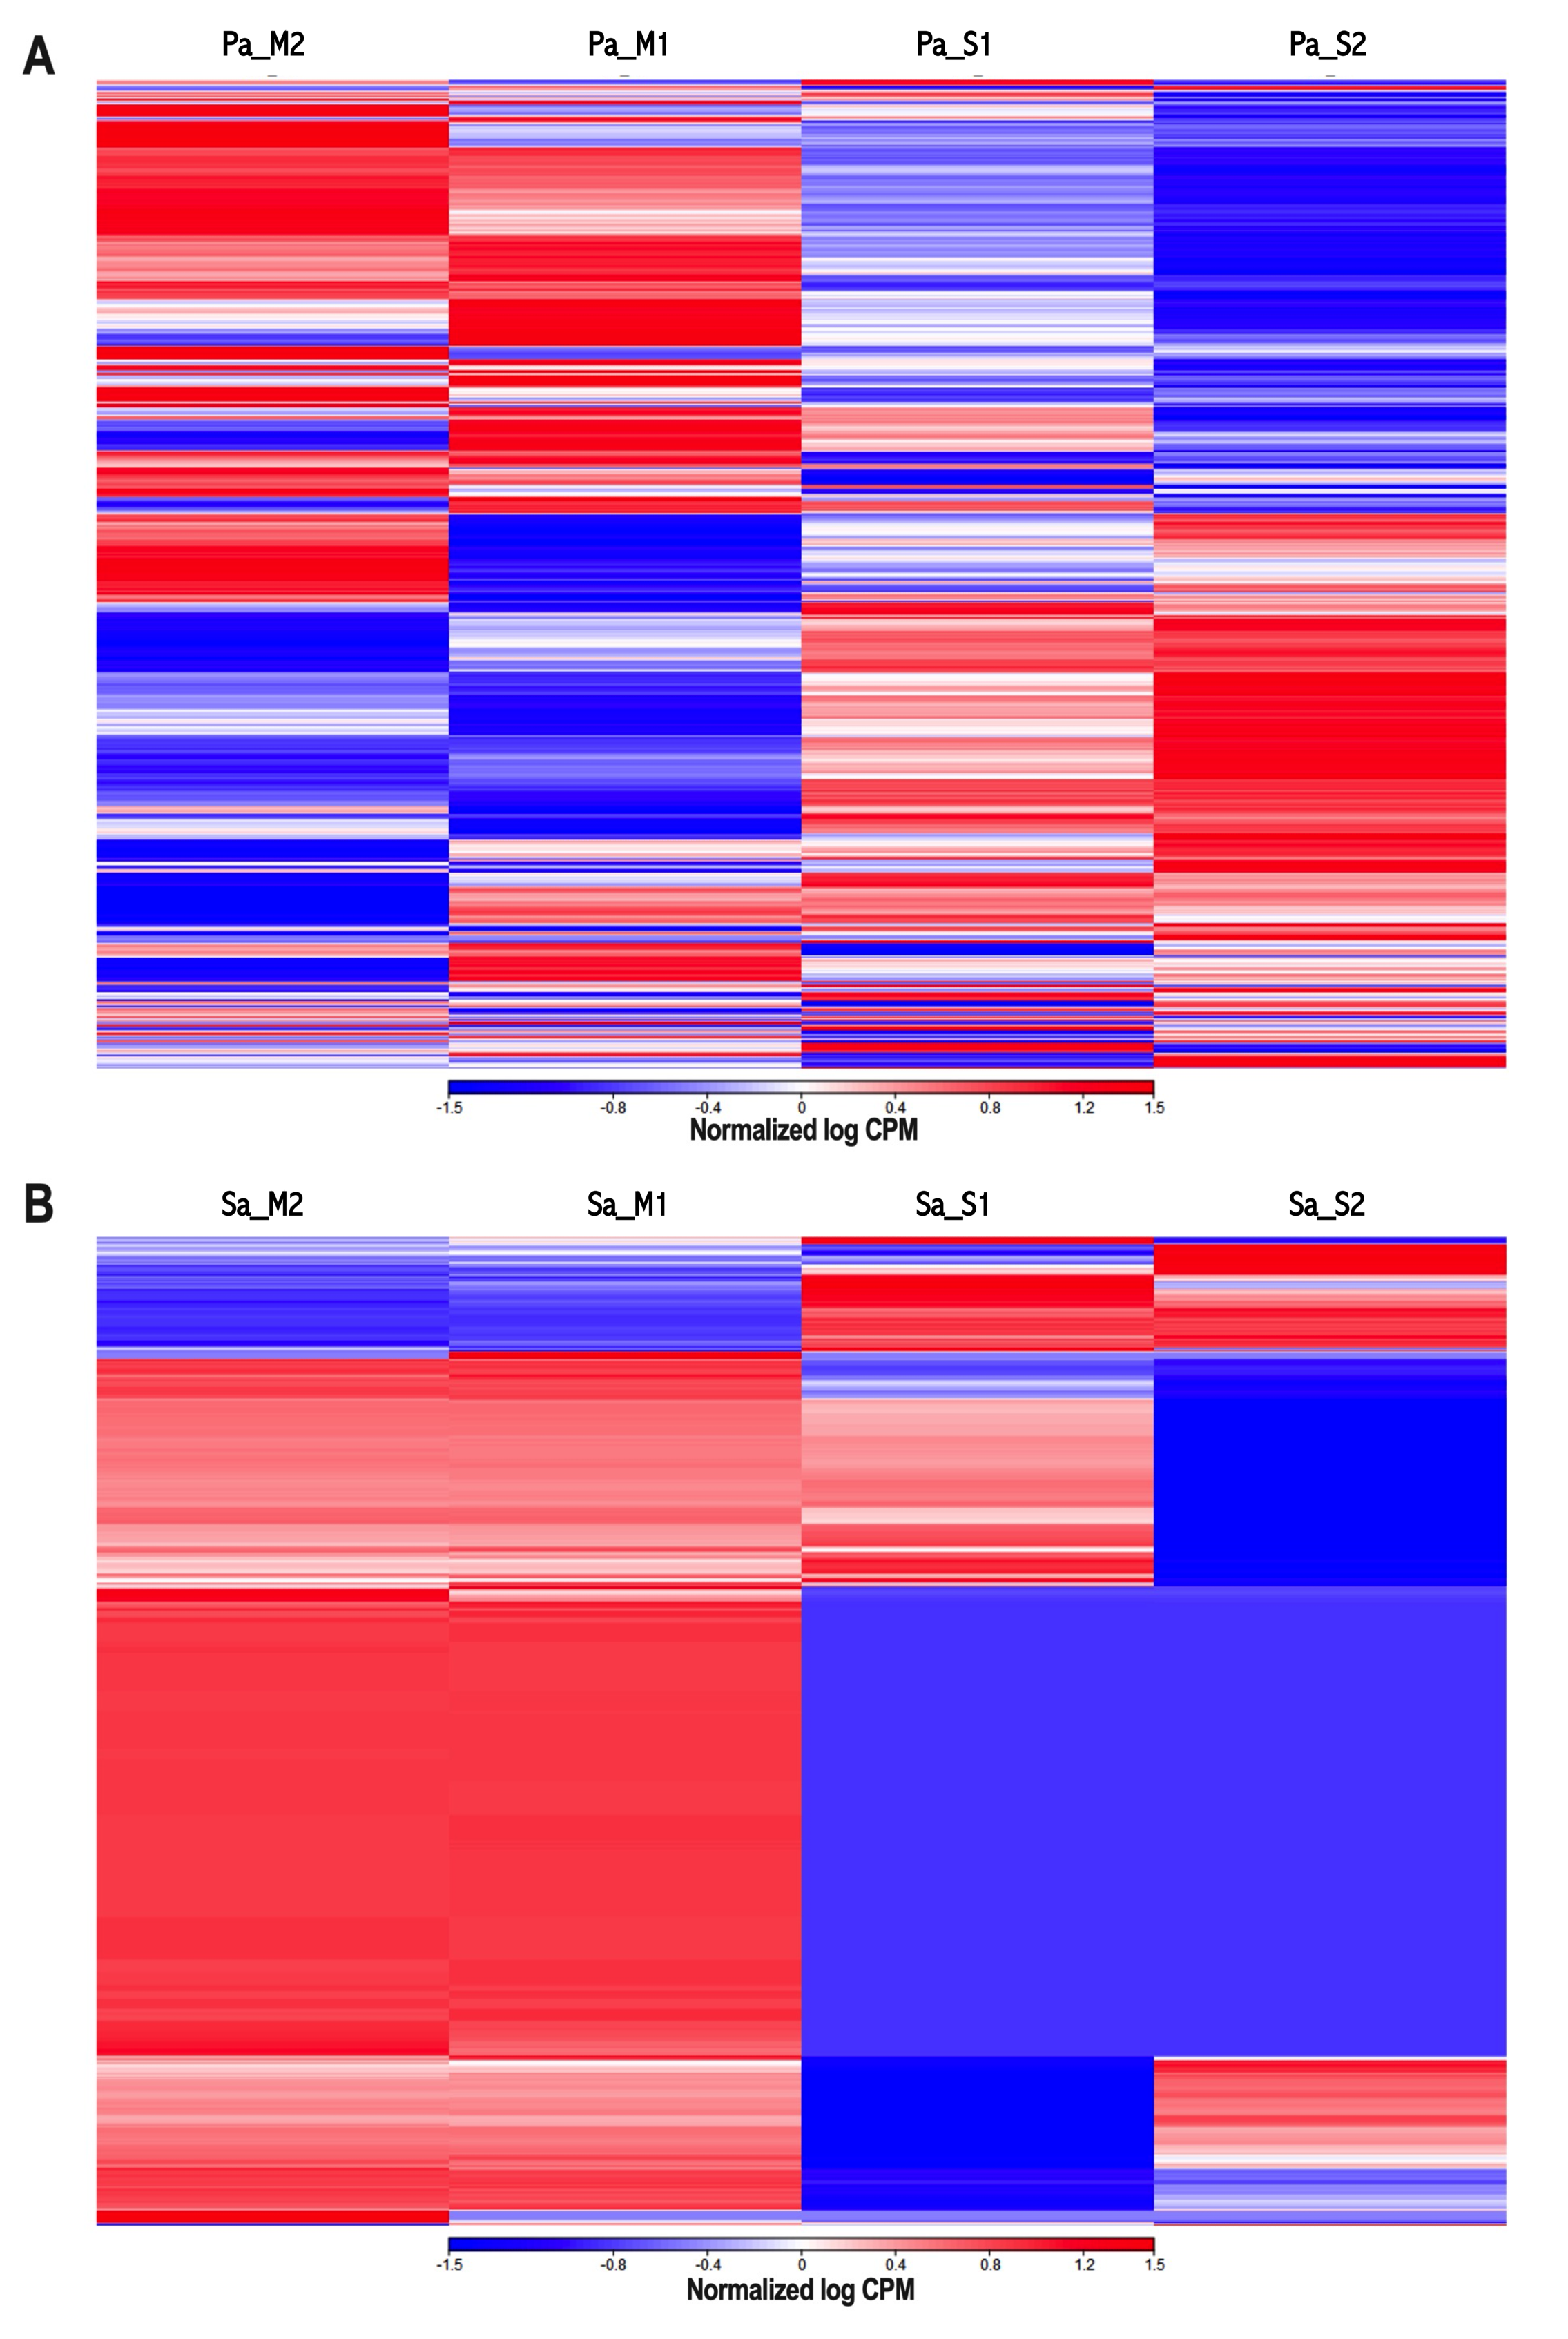 A
Pa_M2 Pa_M1 Pa_S1 Pa_S2
-1.5 -0.8 -0.4 0 0.4 0.8 1.2 1.5
Normalized log CPM
B
Sa_M2 Sa_M1 Sa_S1 Sa_S2
-1.5 -0.8 -0.4 0 0.4 0.8 1.2 1.5
Normalized log CPM